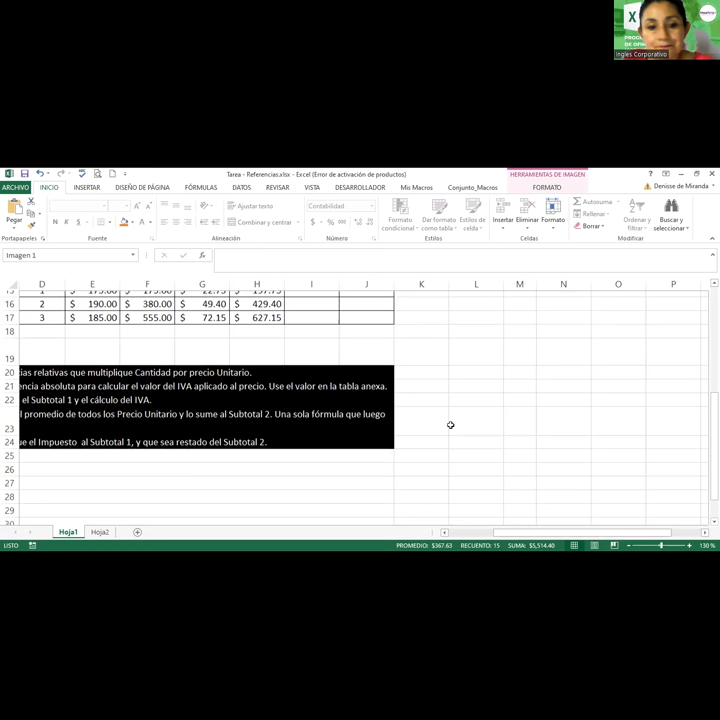 Ingles Corporativo
Tarea - Referencias.xlsx - Excel (Error de activación de productos)
HERRAMIENTAS DE IMAGEN
ARCHIVO INICIO INSERTAR DISEÑO DE PÁGINA FÓRMULAS DATOS REVISAR VISTA DESARROLLADOR Mis Macros Conjunto_Macros FORMATO Denisse de Miranda
Pegar
N K S
Ajustar texto
Combinar y centrar
Contabilidad
$ %
Formato condicional
Dar formato como tabla
Estilos de celda
Insertar Eliminar Formato
Autosuma
Rellenar
Borrar
Ordenar y filtrar
Buscar y seleccionar
Portapapeles Fuente Alineación Número Estilos Celdas Modificar
Imagen 1
D E F G H I J K L M N O P
16 2 $ 190.00 $ 380.00 $ 49.40 $ 429.40
17 3 $ 185.00 $ 555.00 $ 72.15 $ 627.15
18
19
20 ias relativas que multiplique Cantidad por precio Unitario.
21 encia absoluta para calcular el valor del IVA aplicado al precio. Use el valor en la tabla anexa.
22 el Subtotal 1 y el cálculo del IVA.
l promedio de todos los Precio Unitario y lo sume al Subtotal 2. Una sola fórmula que luego
23
24 ue el Impuesto al Subtotal 1, y que sea restado del Subtotal 2.
25
26
27
28
29
30
Hoja1 Hoja2
LISTO PROMEDIO: $367.63 RECUENTO: 15 SUMA: $5,514.40 130 %